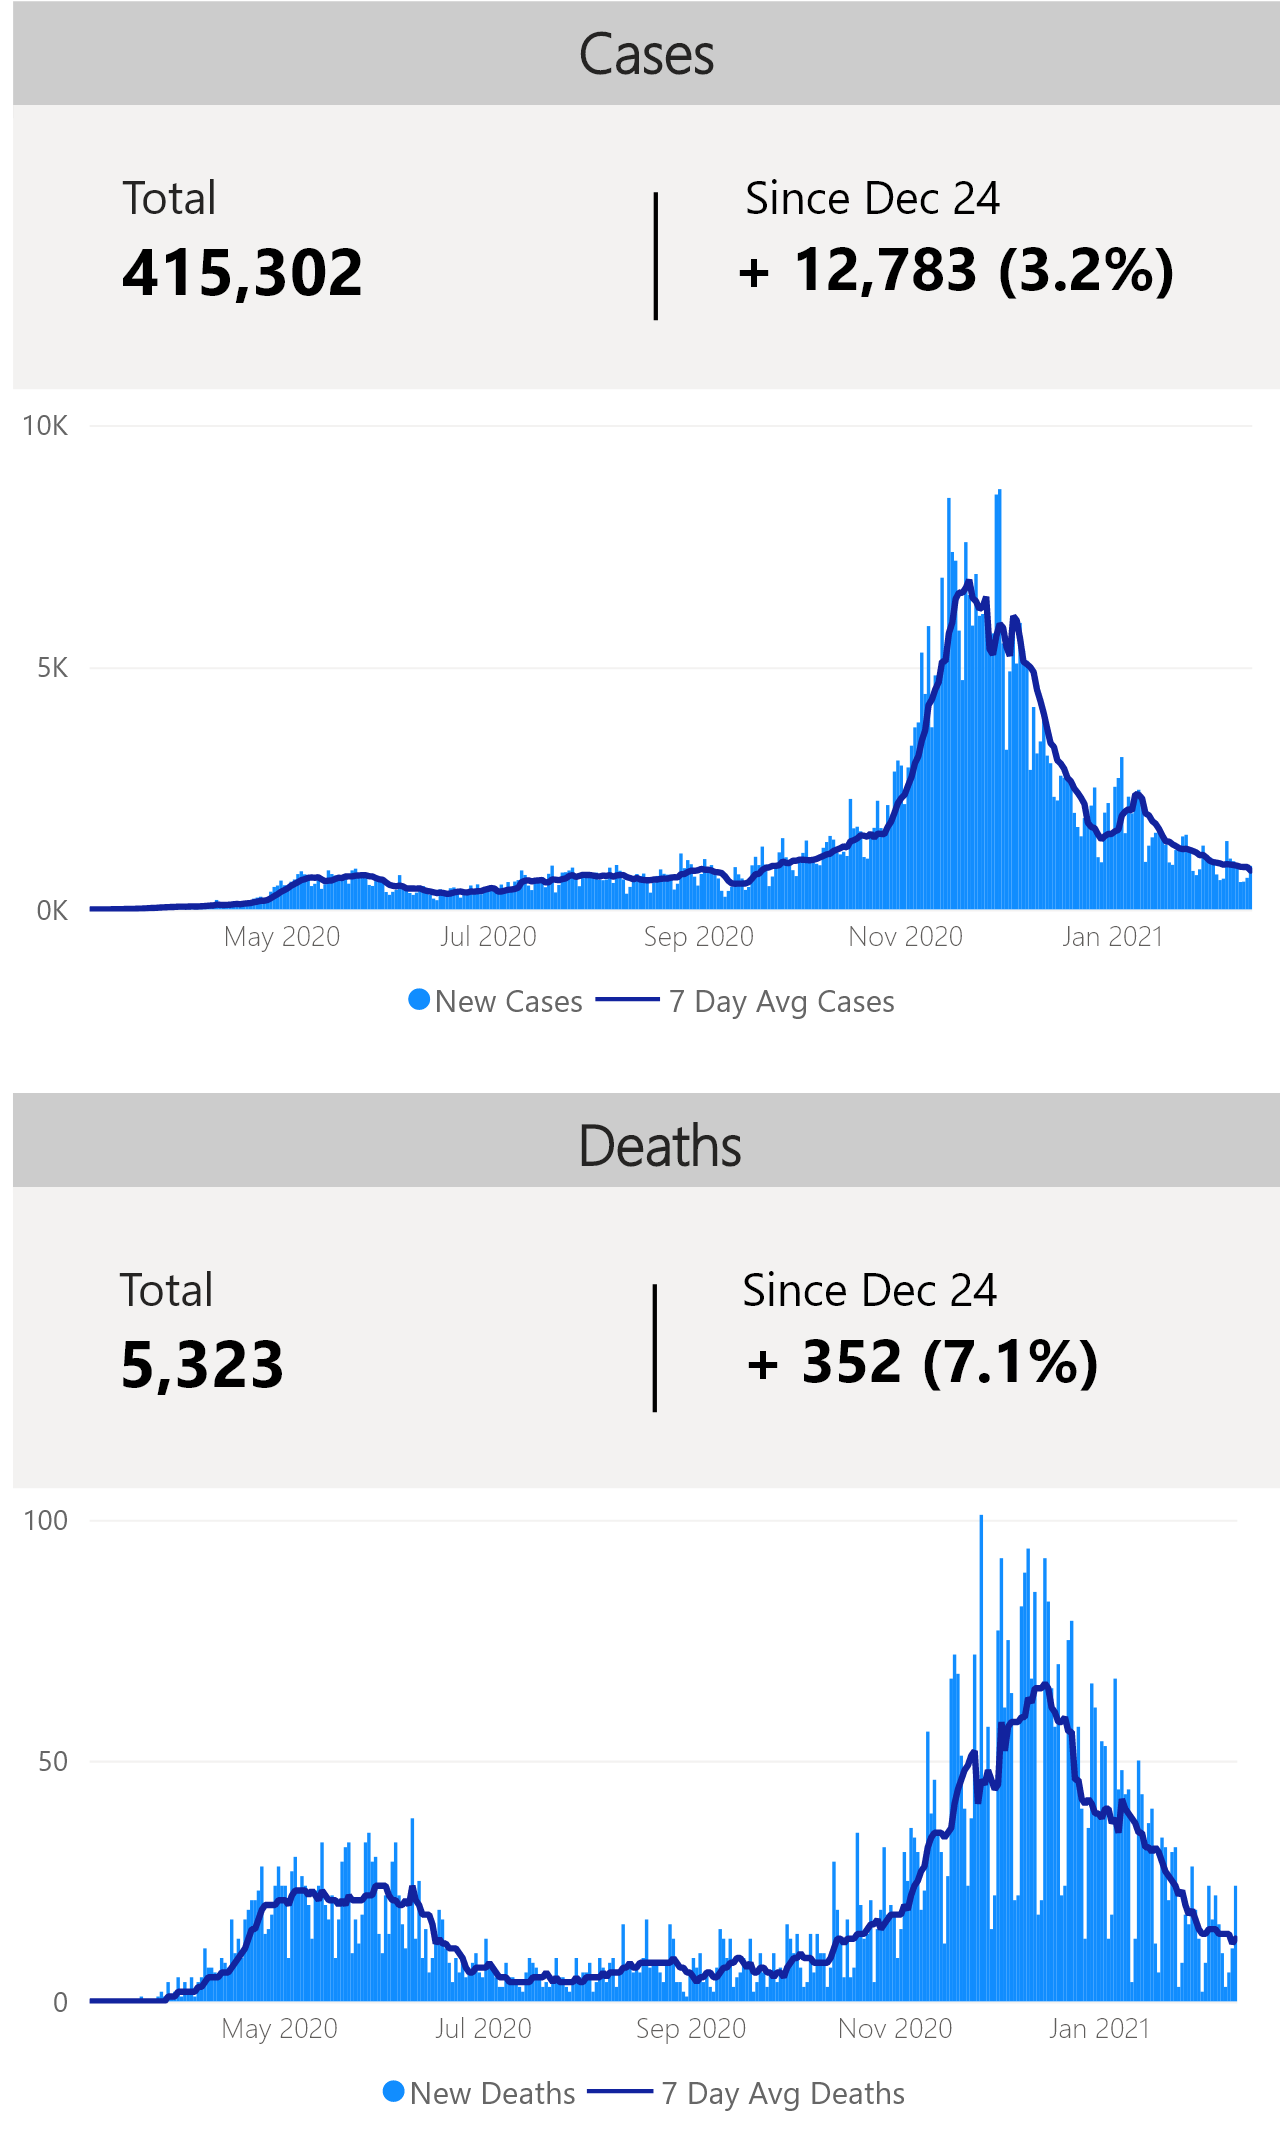 Cases
Total
Since Dec 24
415,302
+ 12,783 (3.2%)
10K
5K
0K
May 2020 Jul 2020 Sep 2020 Nov 2020 Jan 2021
New Cases 7 Day Avg Cases
Deaths
Total
Since Dec 24
5,323
+ 352 (7.1%)
100
50
0
May 2020 Jul 2020 Sep 2020 Nov 2020 Jan 2021
New Deaths 7 Day Avg Deaths